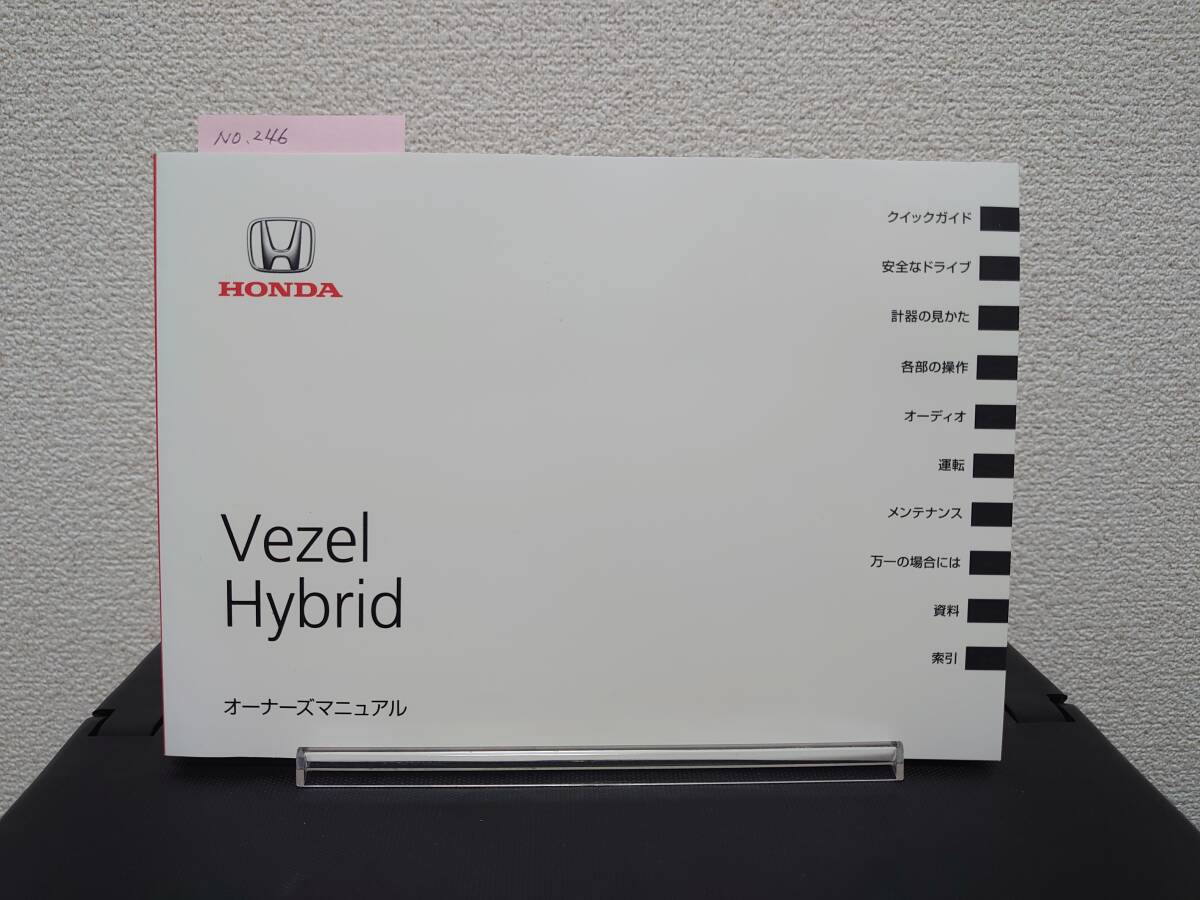 NO.246
HONDA
クイックガイド
安全なドライブ
計器の見かた
各部の操作
オーディオ
運転
メンテナンス
万一の場合には
資料
索引
Vezel
Hybrid
オーナーズマニュアル